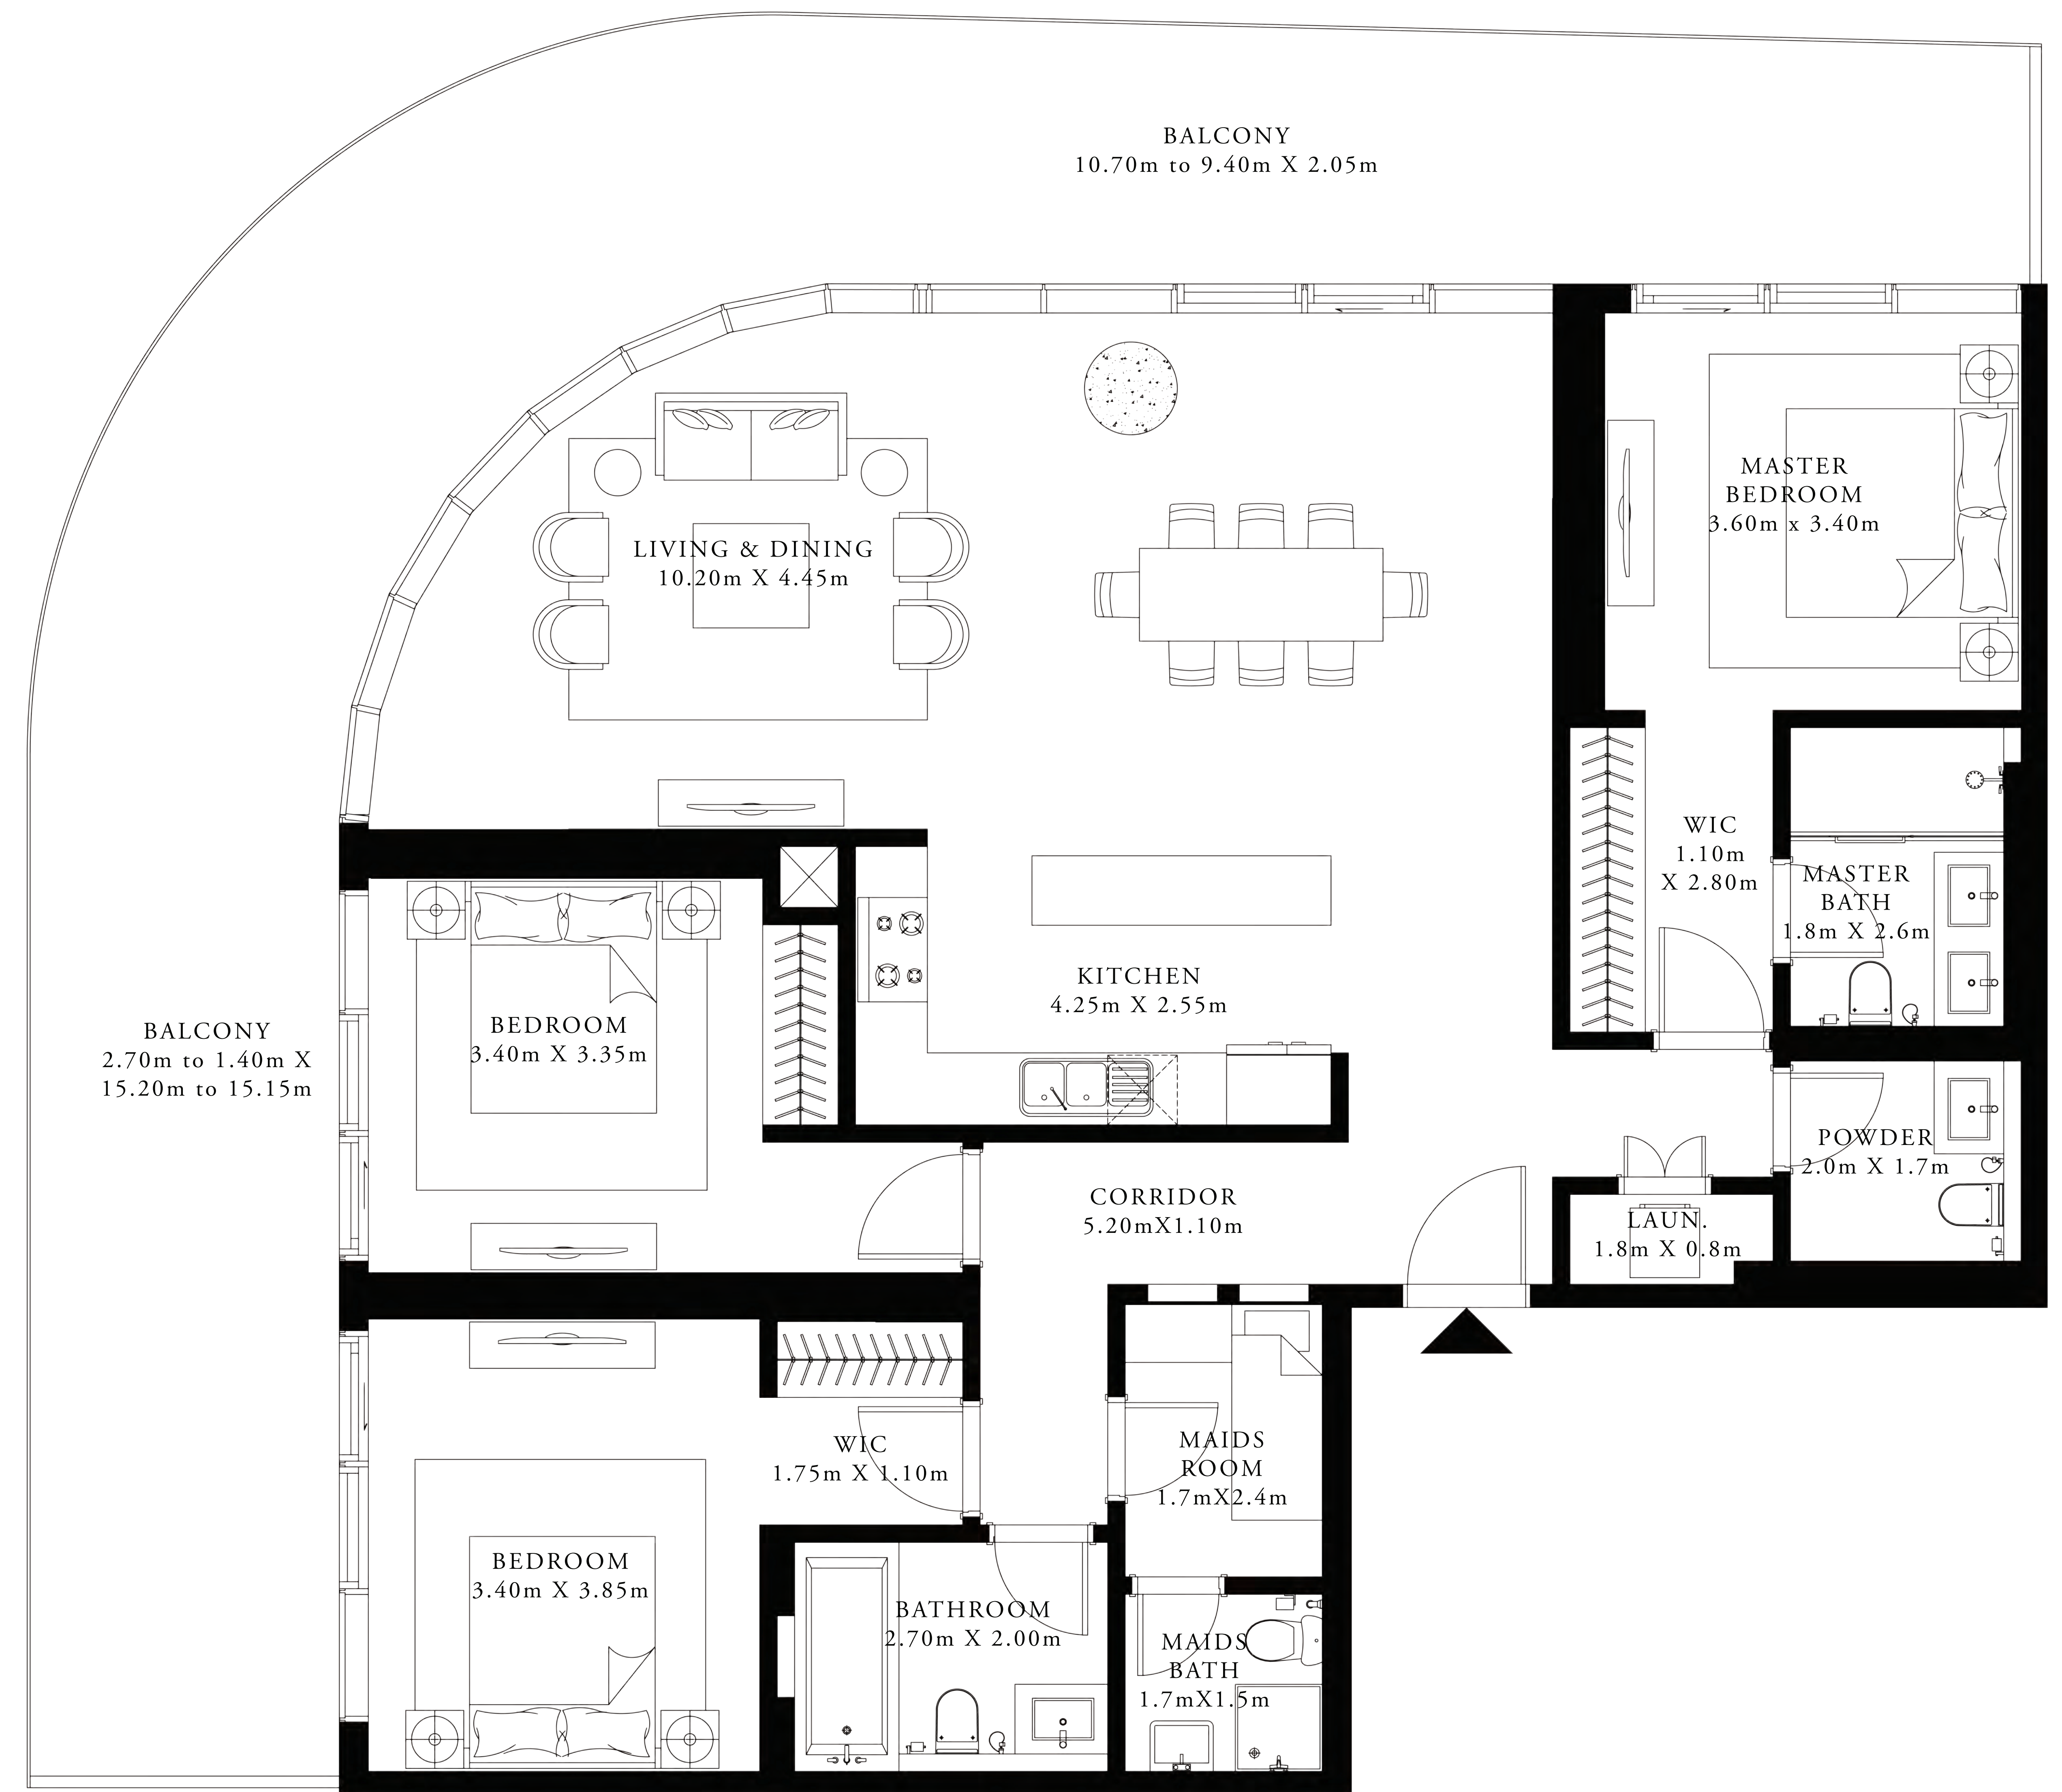 BALCONY
10.70m to 9.40m X 2.05m
MASTER
BEDROOM
3.60m x 3.40m
LIVING & DINING
10.20m X 4.45m
WIC
1.10m
X 2.80m
MASTER
BATH
1.8m X 2.6m
KITCHEN
4.25m X 2.55m
BEDROOM
3.40m X 3.35m
BALCONY
2.70m to 1.40m X
15.20m to 15.15m
POWDER
2.0m X 1.7m
CORRIDOR
5.20mX1.10m
LAUN.
1.8m X 0.8m
WIC
1.75m X 1.10m
MAIDS
ROOM
1.7mX2.4m
BEDROOM
3.40m X 3.85m
BATHROOM
2.70m X 2.00m
MAIDS
BATH
1.7mX1.5m